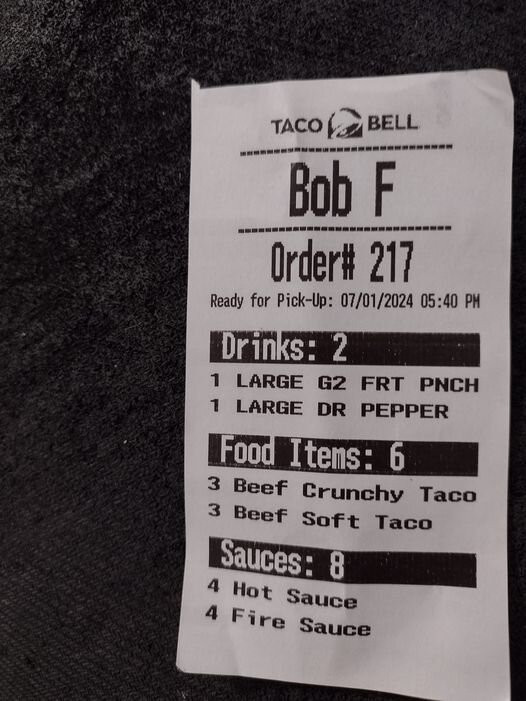 TACO BELL
Bob F
Order# 217
Ready for Pick-Up: 07/01/2024 05:40 PM
Drinks: 2
1 LARGE G2 FRT PNCH
1 LARGE DR PEPPER
Food Items: 6
3 Beef Crunchy Taco
3 Beef Soft Taco
Sauces: 8
4 Hot Sauce
4 Fire Sauce